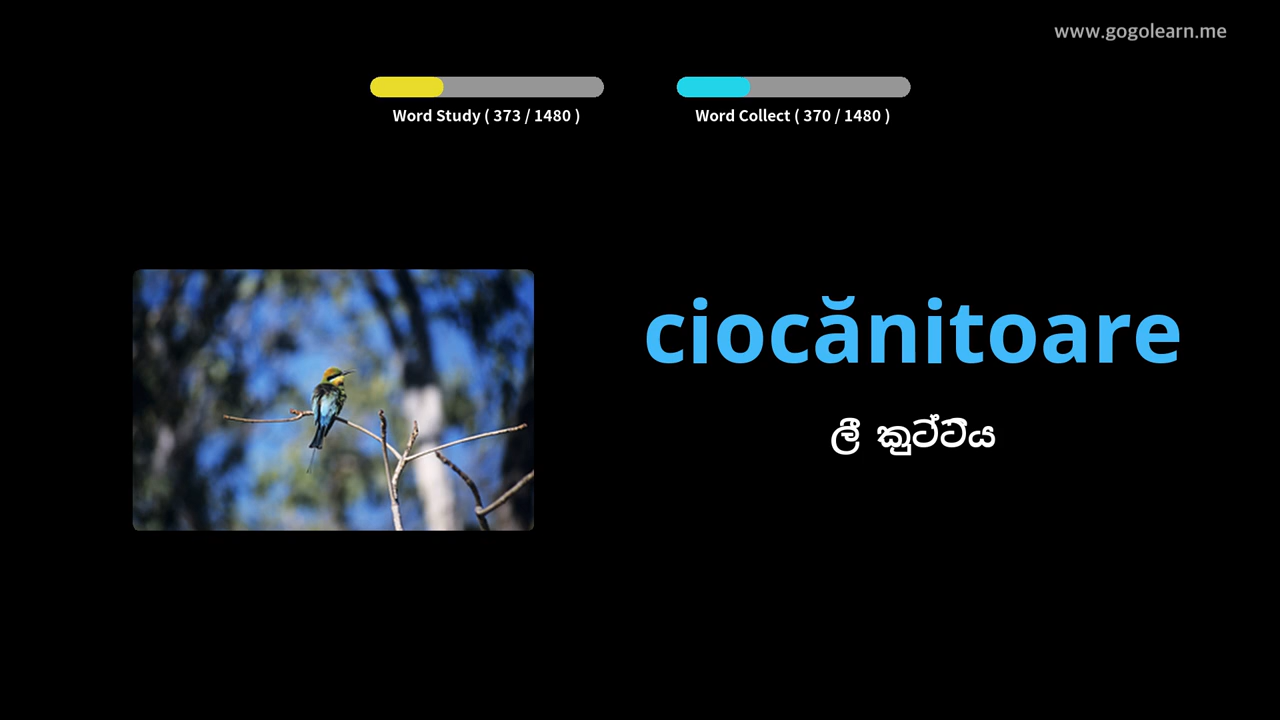 www.gogolearn.me
Word Study ( 373 / 1480 )
Word Collect ( 370 / 1480 )
ciocănitoare
ලී කුට්ටිය